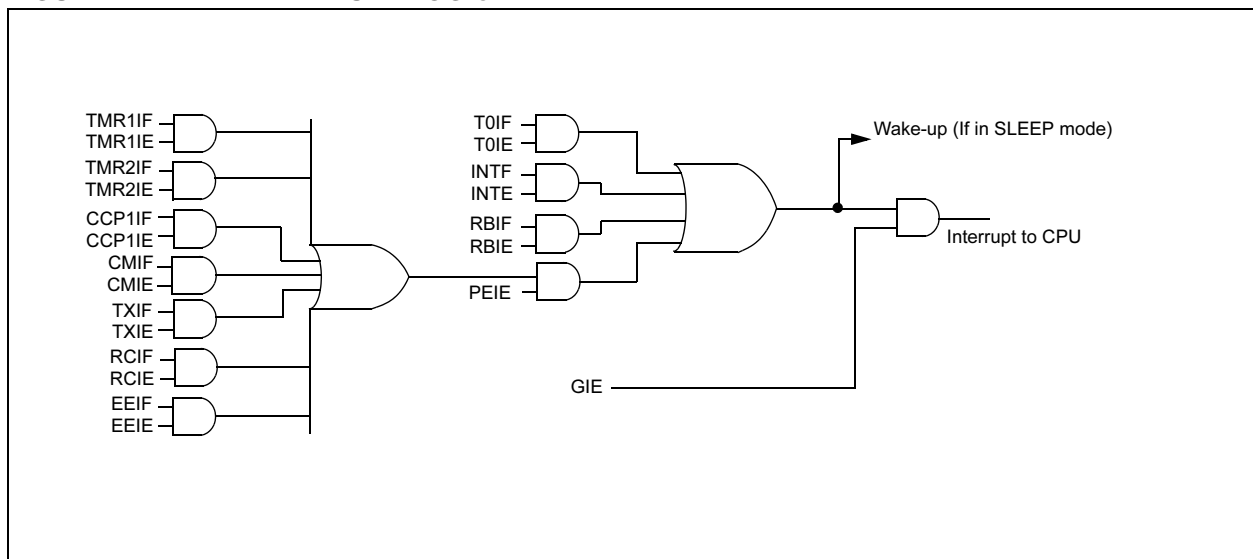 TMR1IF
TMR1IE
TMR2IF
TMR2IE
CCP1IF
CCP1IE
CMIF
CMIE
TXIF
TXIE
RCIF
RCIE
EEIF
EEIE
T0IF
T0IE
INTF
INTE
RBIF
RBIE
PEIE
GIE
Wake-up (If in SLEEP mode)
Interrupt to CPU